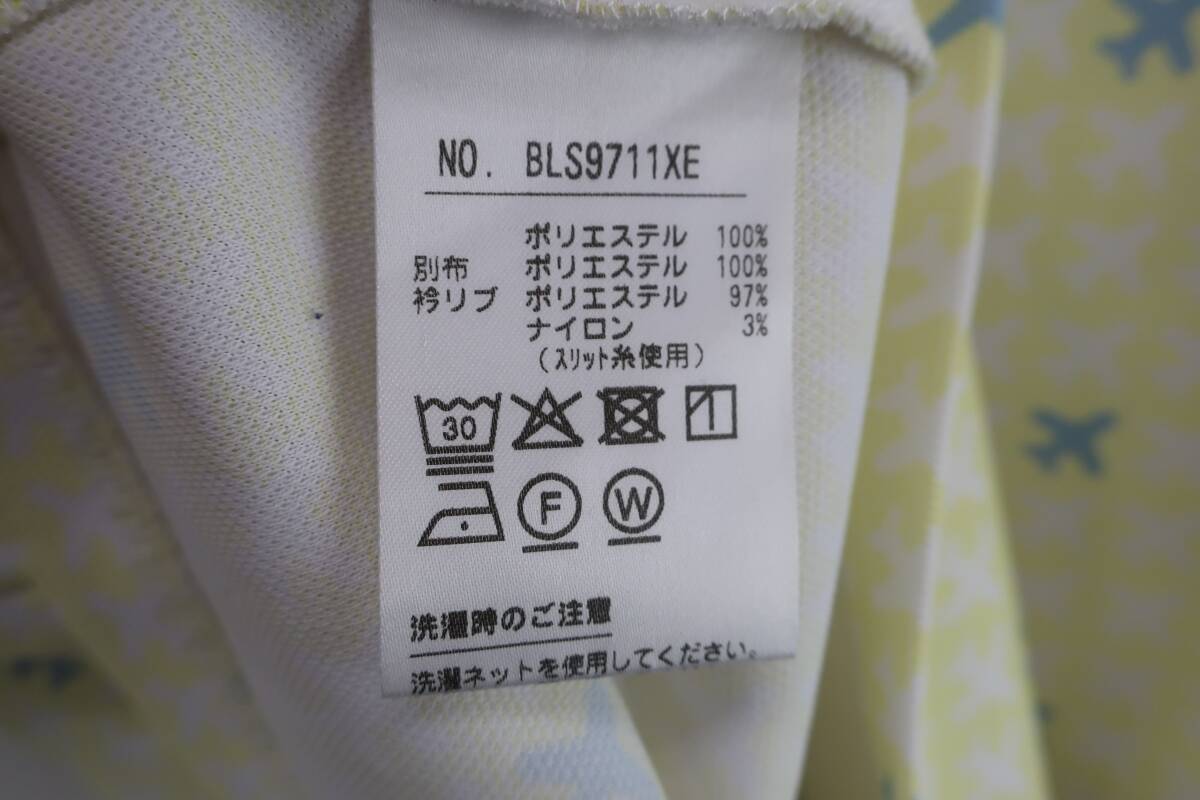 NO. BLS9711XE
ポリエステル 100%
別布 ポリエステル 100%
衿リブ ポリエステル 97%
ナイロン 3%
(ｽﾘｯﾄ糸使用)
30
F W
洗濯時のご注意
洗濯ネットを使用してください。